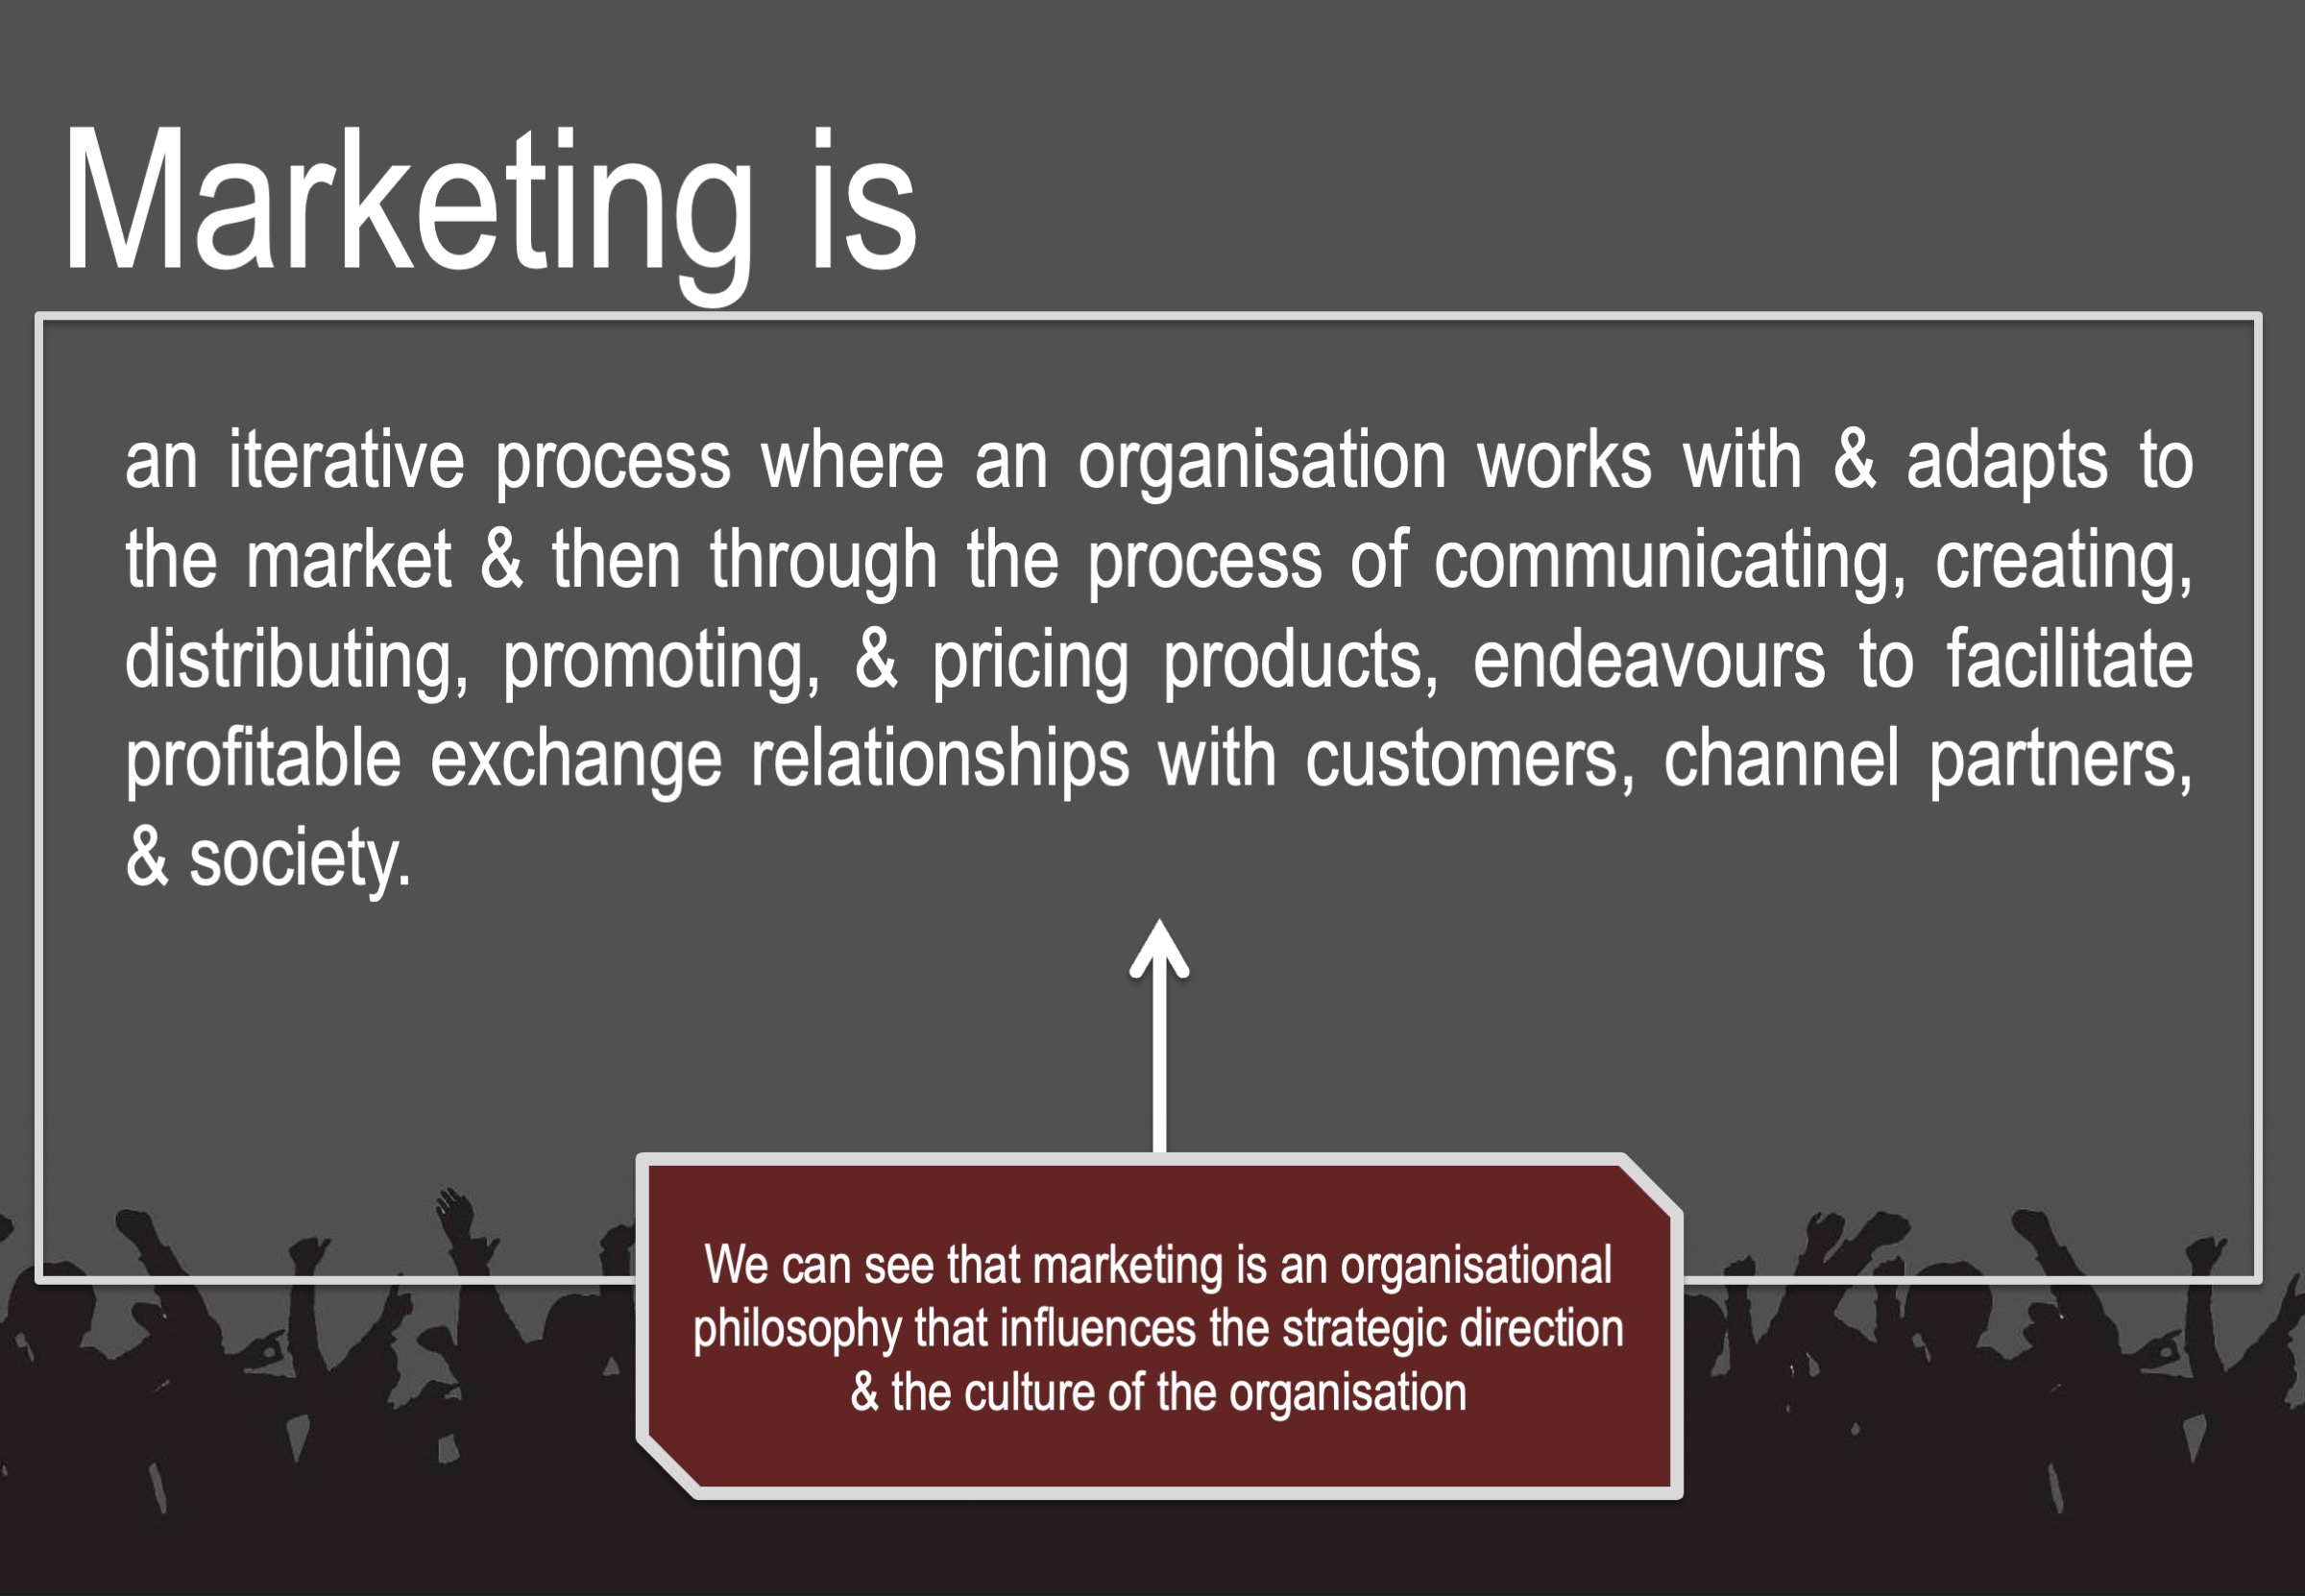 Marketing is
an iterative process where an organisation works with & adapts to
the market & then through the process of communicating, creating,
distributing, promoting, & pricing products, endeavours to facilitate
profitable exchange relationships with customers, channel partners,
& society.
We can see that marketing is an organisational
philosophy that influences the strategic direction
& the culture of the organisation